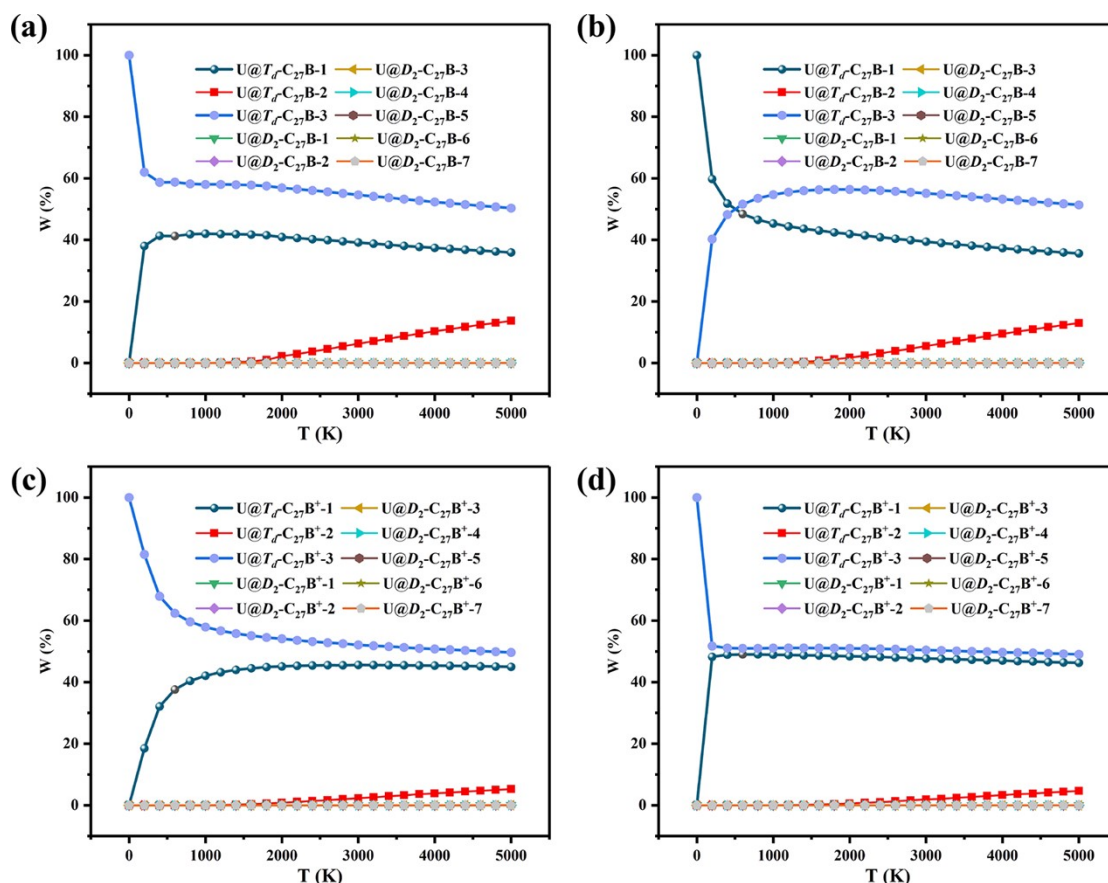 (a)
100
80
60
40
20
0
W (%)
U@Td-C27B-1 U@D2-C27B-3
U@Td-C27B-2 U@D2-C27B-4
U@Td-C27B-3 U@D2-C27B-5
U@D2-C27B-1 U@D2-C27B-6
U@D2-C27B-2 U@D2-C27B-7
0 1000 2000 3000 4000 5000
T (K)
(b)
100
80
60
40
20
0
W (%)
U@Td-C27B-1 U@D2-C27B-3
U@Td-C27B-2 U@D2-C27B-4
U@Td-C27B-3 U@D2-C27B-5
U@D2-C27B-1 U@D2-C27B-6
U@D2-C27B-2 U@D2-C27B-7
0 1000 2000 3000 4000 5000
T (K)
(c)
100
80
60
40
20
0
W (%)
U@Td-C27B+-1 U@D2-C27B+-3
U@Td-C27B+-2 U@D2-C27B+-4
U@Td-C27B+-3 U@D2-C27B+-5
U@D2-C27B+-1 U@D2-C27B+-6
U@D2-C27B+-2 U@D2-C27B+-7
0 1000 2000 3000 4000 5000
T (K)
(d)
100
80
60
40
20
0
W (%)
U@Td-C27B+-1 U@D2-C27B+-3
U@Td-C27B+-2 U@D2-C27B+-4
U@Td-C27B+-3 U@D2-C27B+-5
U@D2-C27B+-1 U@D2-C27B+-6
U@D2-C27B+-2 U@D2-C27B+-7
0 1000 2000 3000 4000 5000
T (K)